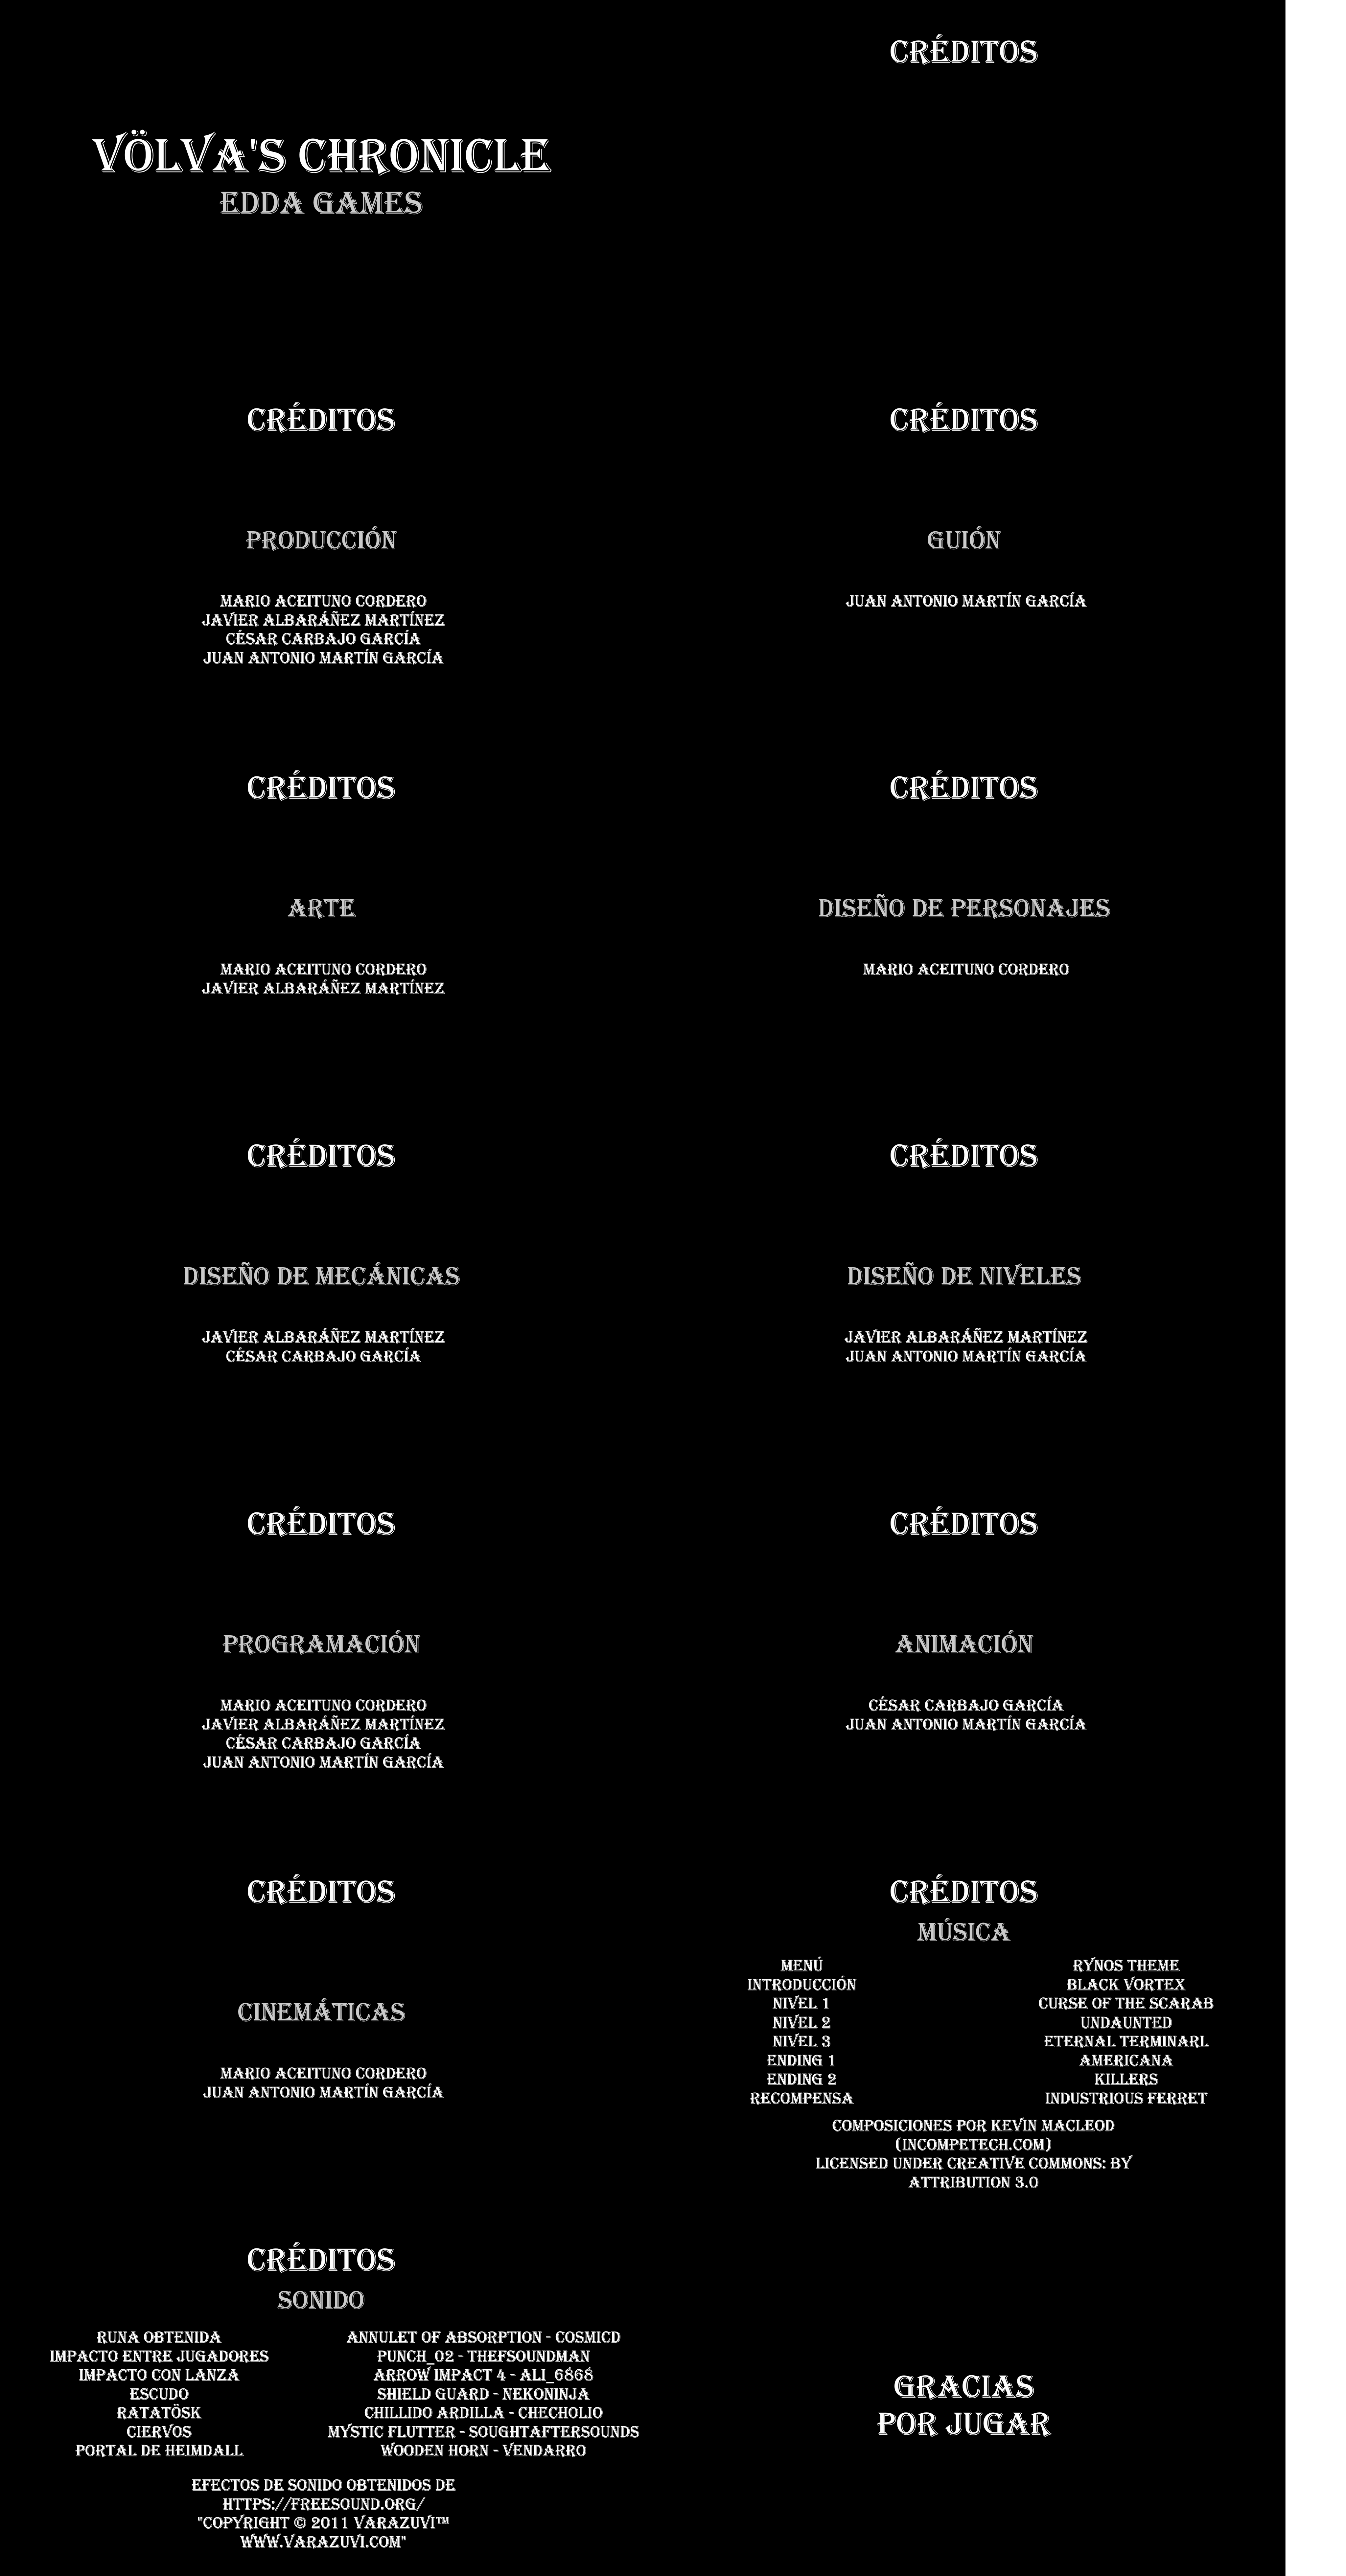 VÖLVA'S CHRONICLE
EDDA GAMES
CRÉDITOS
CRÉDITOS
PRODUCCIÓN
MARIO ACEITUNO CORDERO
JAVIER ALBARÁÑEZ MARTÍNEZ
CÉSAR CARBAJO GARCÍA
JUAN ANTONIO MARTÍN GARCÍA
CRÉDITOS
GUIÓN
JUAN ANTONIO MARTÍN GARCÍA
CRÉDITOS
ARTE
MARIO ACEITUNO CORDERO
JAVIER ALBARÁÑEZ MARTÍNEZ
CRÉDITOS
DISEÑO DE PERSONAJES
MARIO ACEITUNO CORDERO
CRÉDITOS
DISEÑO DE MECÁNICAS
JAVIER ALBARÁÑEZ MARTÍNEZ
CÉSAR CARBAJO GARCÍA
CRÉDITOS
DISEÑO DE NIVELES
JAVIER ALBARÁÑEZ MARTÍNEZ
JUAN ANTONIO MARTÍN GARCÍA
CRÉDITOS
PROGRAMACIÓN
MARIO ACEITUNO CORDERO
JAVIER ALBARÁÑEZ MARTÍNEZ
CÉSAR CARBAJO GARCÍA
JUAN ANTONIO MARTÍN GARCÍA
CRÉDITOS
ANIMACIÓN
CÉSAR CARBAJO GARCÍA
JUAN ANTONIO MARTÍN GARCÍA
CRÉDITOS
CINEMÁTICAS
MARIO ACEITUNO CORDERO
JUAN ANTONIO MARTÍN GARCÍA
CRÉDITOS
MÚSICA
MENÚ RYNOS THEME
INTRODUCCIÓN BLACK VORTEX
NIVEL 1 CURSE OF THE SCARAB
NIVEL 2 UNDAUNTED
NIVEL 3 ETERNAL TERMINARL
ENDING 1 AMERICANA
ENDING 2 KILLERS
RECOMPENSA INDUSTRIOUS FERRET
COMPOSICIONES POR KEVIN MACLEOD
(INCOMPETECH.COM)
LICENSED UNDER CREATIVE COMMONS: BY
ATTRIBUTION 3.0
CRÉDITOS
SONIDO
RUNA OBTENIDA ANNULET OF ABSORPTION - COSMICD
IMPACTO ENTRE JUGADORES PUNCH_02 - THEFSOUNDMAN
IMPACTO CON LANZA ARROW IMPACT 4 - ALI_6868
ESCUDO SHIELD GUARD - NEKONINJA
RATATÖSK CHILLIDO ARDILLA - CHECHOLIO
CIERVOS MYSTIC FLUTTER - SOUGHTAFTERSOUNDS
PORTAL DE HEIMDALL WOODEN HORN - VENDARRO
EFECTOS DE SONIDO OBTENIDOS DE
HTTPS://FREESOUND.ORG/
"COPYRIGHT © 2011 VARAZUVI™
WWW.VARAZUVI.COM"
GRACIAS
POR JUGAR